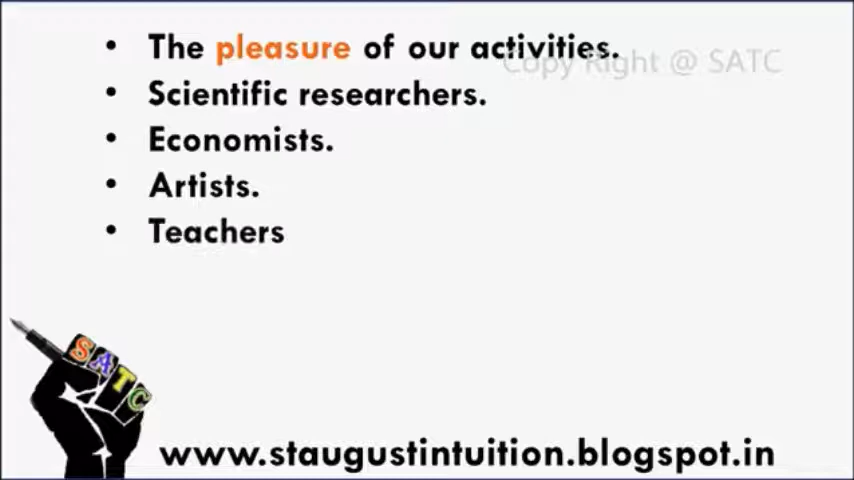 • The pleasure of our activities.
Copy Right @ SATC
• Scientific researchers.
• Economists.
• Artists.
• Teachers
SATC
www.staugustintuition.blogspot.in